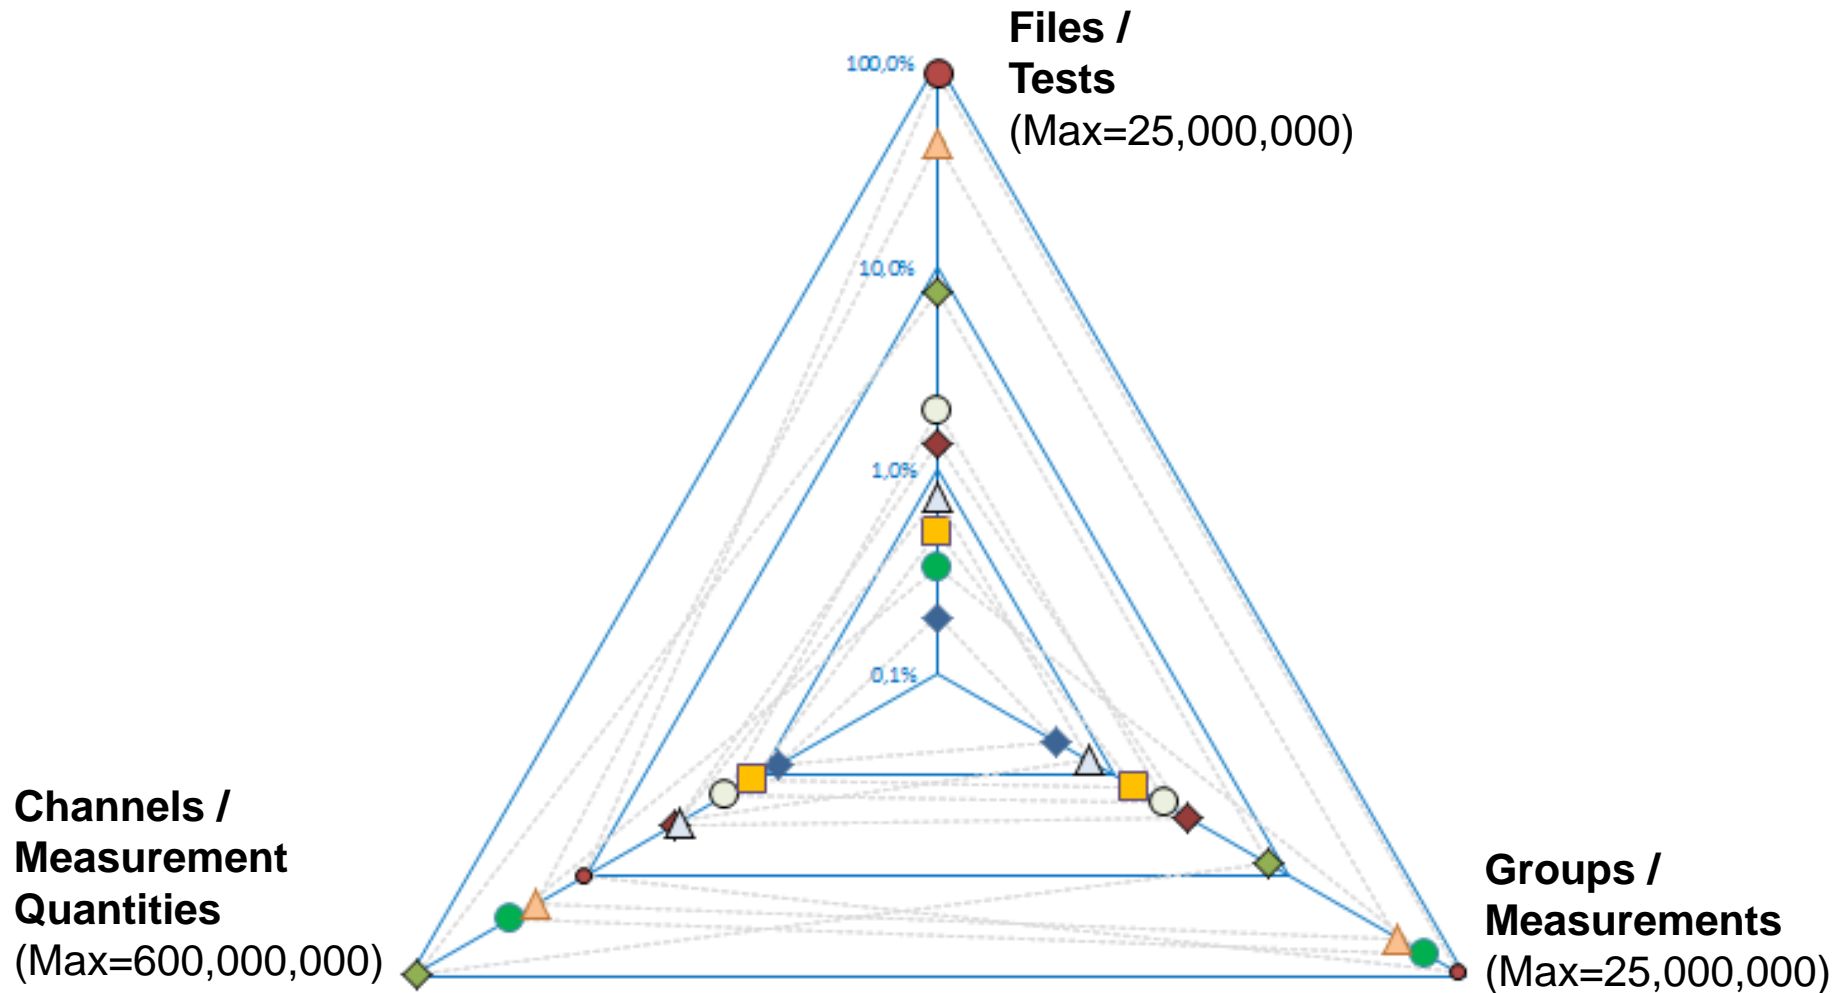 Files /
Tests
(Max=25,000,000)
100,0%
10,0%
1,0%
0,1%
Channels /
Measurement
Quantities
(Max=600,000,000)
Groups /
Measurements
(Max=25,000,000)